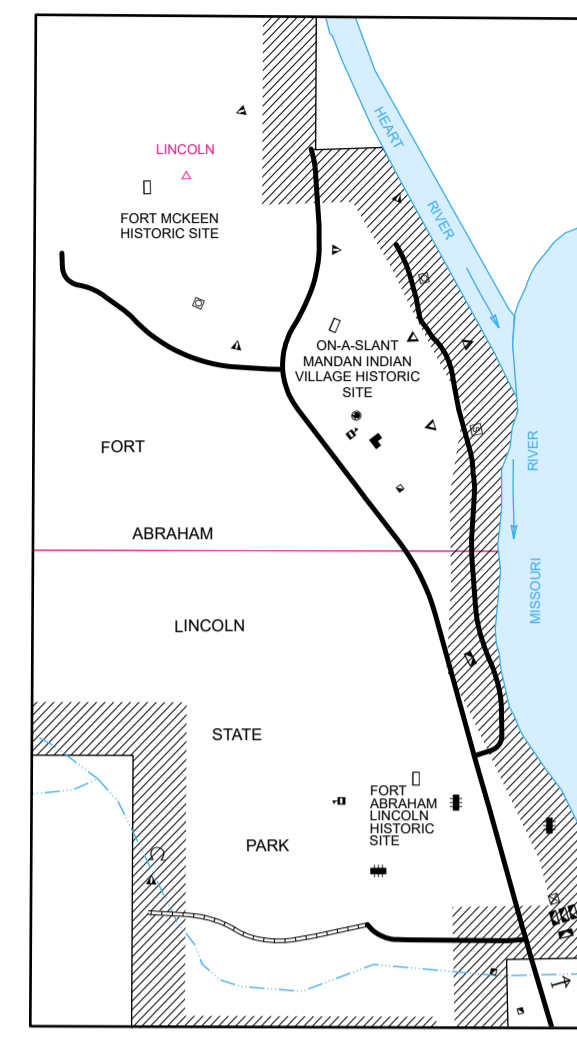 HEART
RIVER
LINCOLN
FORT MCKEEN
HISTORIC SITE
ON-A-SLANT
MANDAN INDIAN
VILLAGE HISTORIC
SITE
FORT
RIVER
ABRAHAM
MISSOURI
LINCOLN
STATE
FORT
ABRAHAM
LINCOLN
HISTORIC
SITE
PARK